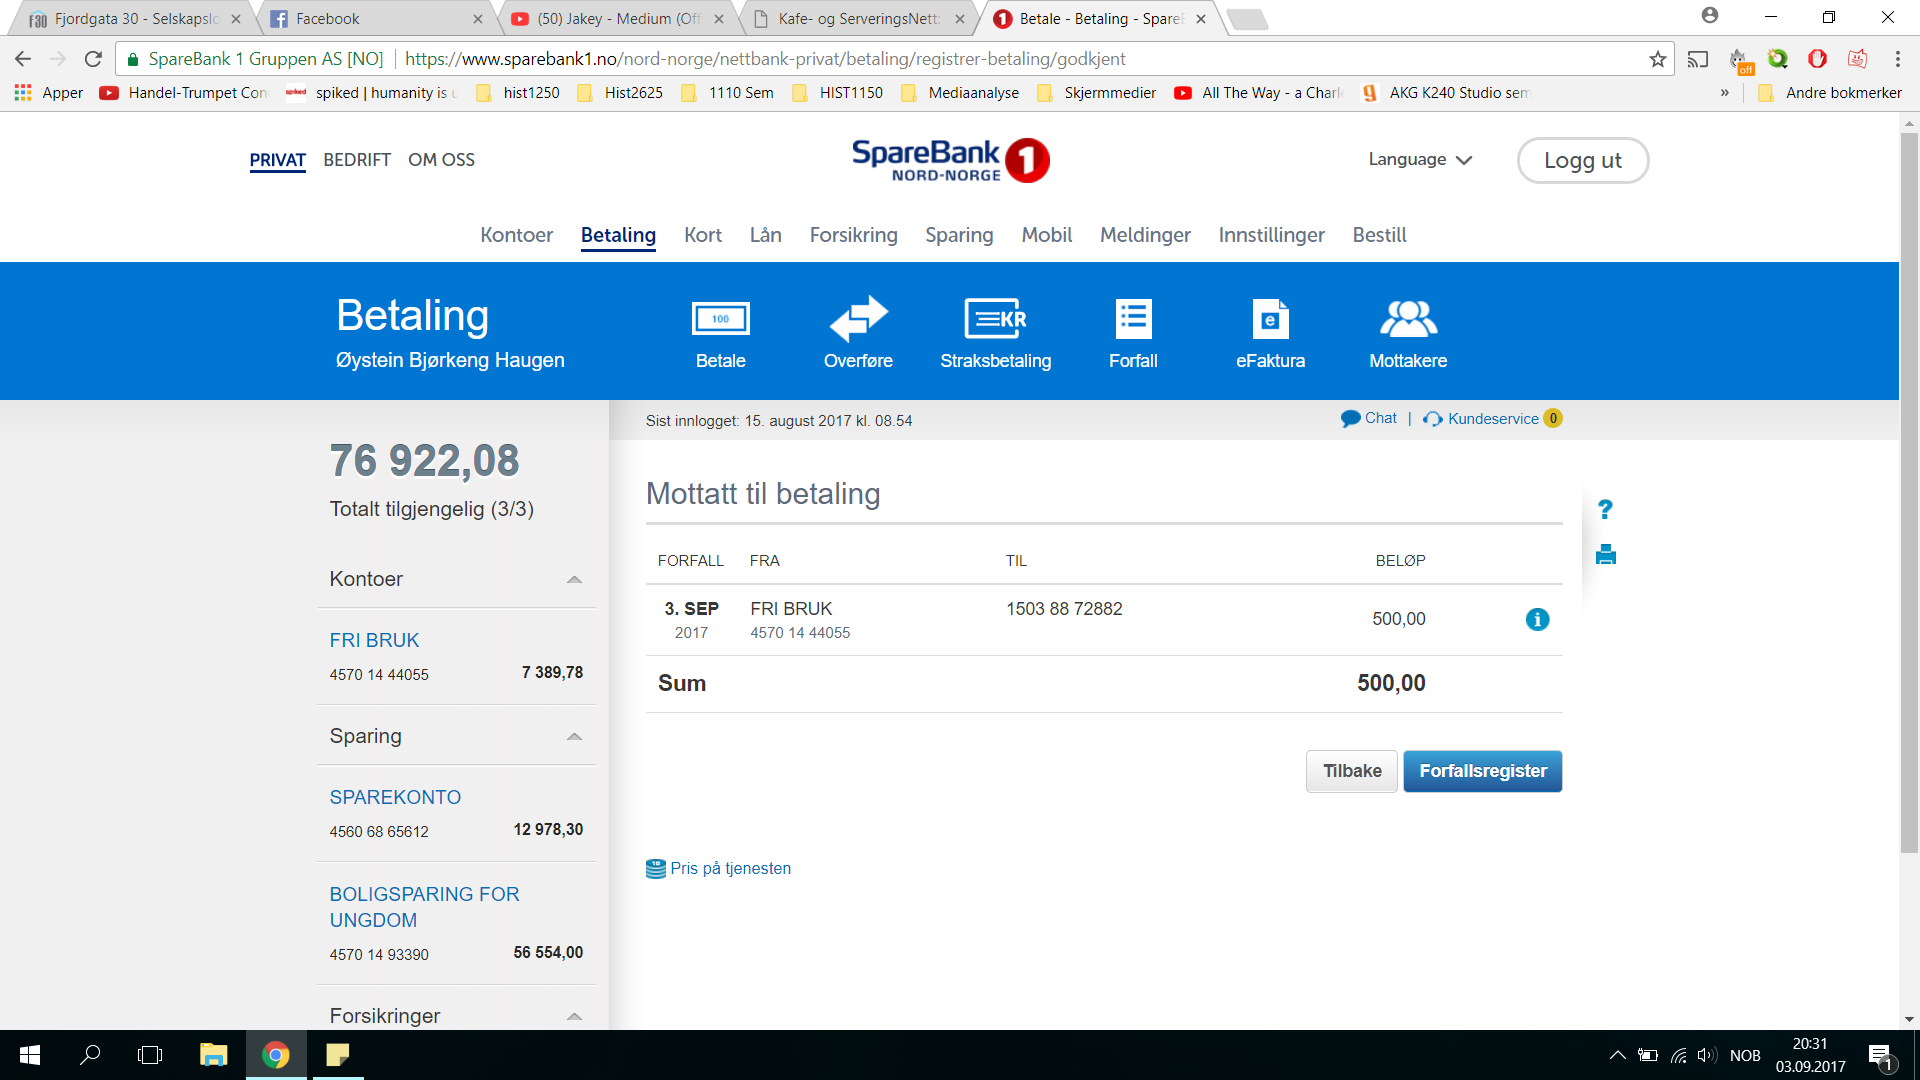 Fjordgata 30 - Selskapslo
Facebook
(50) Jakey - Medium (Off
Kafe- og ServeringsNett
Betale - Betaling - SpareB
SpareBank 1 Gruppen AS [NO]
https://www.sparebank1.no/nord-norge/nettbank-privat/betaling/registrer-betaling/godkjent
off
Apper
Handel-Trumpet Con
spiked
spiked | humanity is u
hist1250
Hist2625
1110 Sem
HIST1150
Mediaanalyse
Skjermmedier
All The Way - a Charl
AKG K240 Studio sem
»
Andre bokmerker
PRIVAT BEDRIFT OM OSS
SpareBank 1
NORD-NORGE
Language
Logg ut
Kontoer Betaling Kort Lån Forsikring Sparing Mobil Meldinger Innstillinger Bestill
Betaling
Øystein Bjørkeng Haugen
100
KR
e
Betale Overføre Straksbetaling Forfall eFaktura Mottakere
Sist innlogget: 15. august 2017 kl. 08.54
Chat | Kundeservice 0
76 922,08
Totalt tilgjengelig (3/3)
Kontoer
FRI BRUK
4570 14 44055 7 389,78
Sparing
SPAREKONTO
4560 68 65612 12 978,30
BOLIGSPARING FOR
UNGDOM
4570 14 93390 56 554,00
Forsikringer
Mottatt til betaling
?
FORFALL FRA TIL BELØP
3. SEP FRI BRUK 1503 88 72882 500,00 i
2017 4570 14 44055
Sum 500,00
Tilbake Forfallsregister
Pris på tjenesten
NOB
20:31
03.09.2017
1